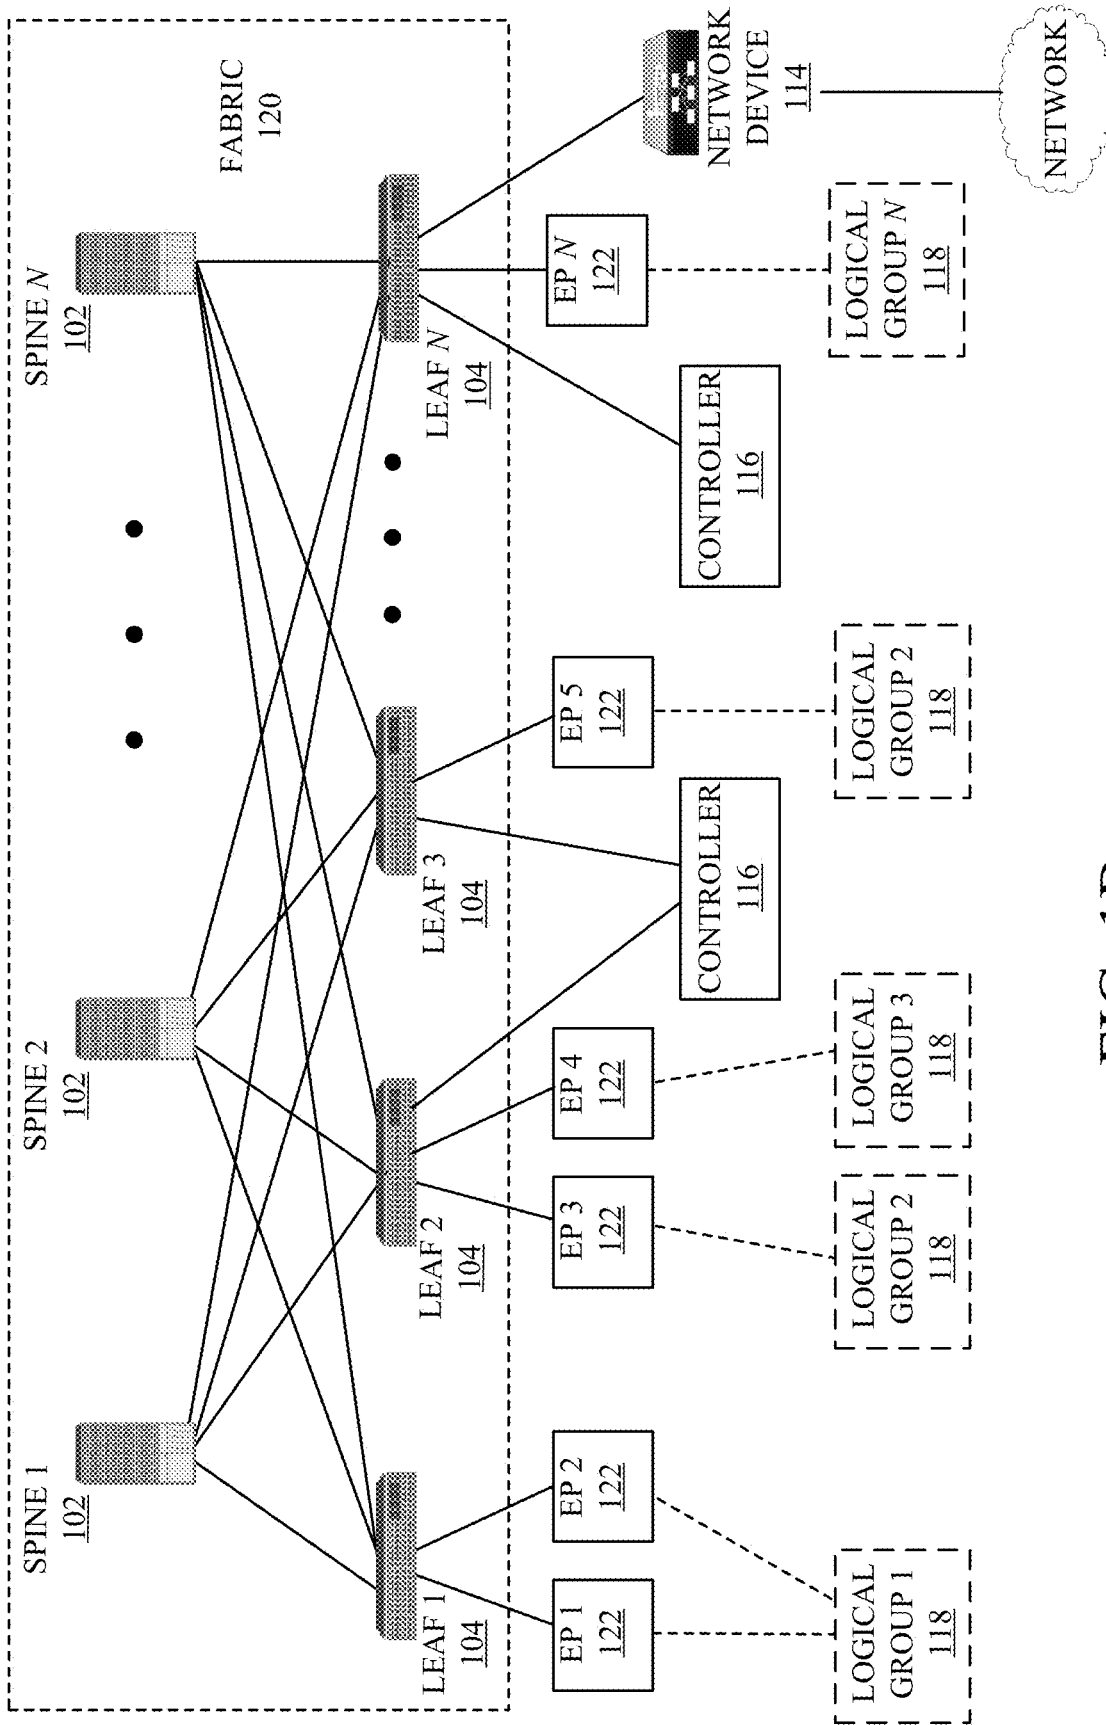 SPINE 1
102
SPINE 2
102
SPINE N
102
FABRIC
120
LEAF 1
104
LEAF 2
104
LEAF 3
104
LEAF N
104
EP 1
122
EP 2
122
EP 3
122
EP 4
122
EP 5
122
EP N
122
CONTROLLER
116
CONTROLLER
116
NETWORK
DEVICE
114
LOGICAL
GROUP 1
118
LOGICAL
GROUP 2
118
LOGICAL
GROUP 3
118
LOGICAL
GROUP 2
118
LOGICAL
GROUP N
118
NETWORK